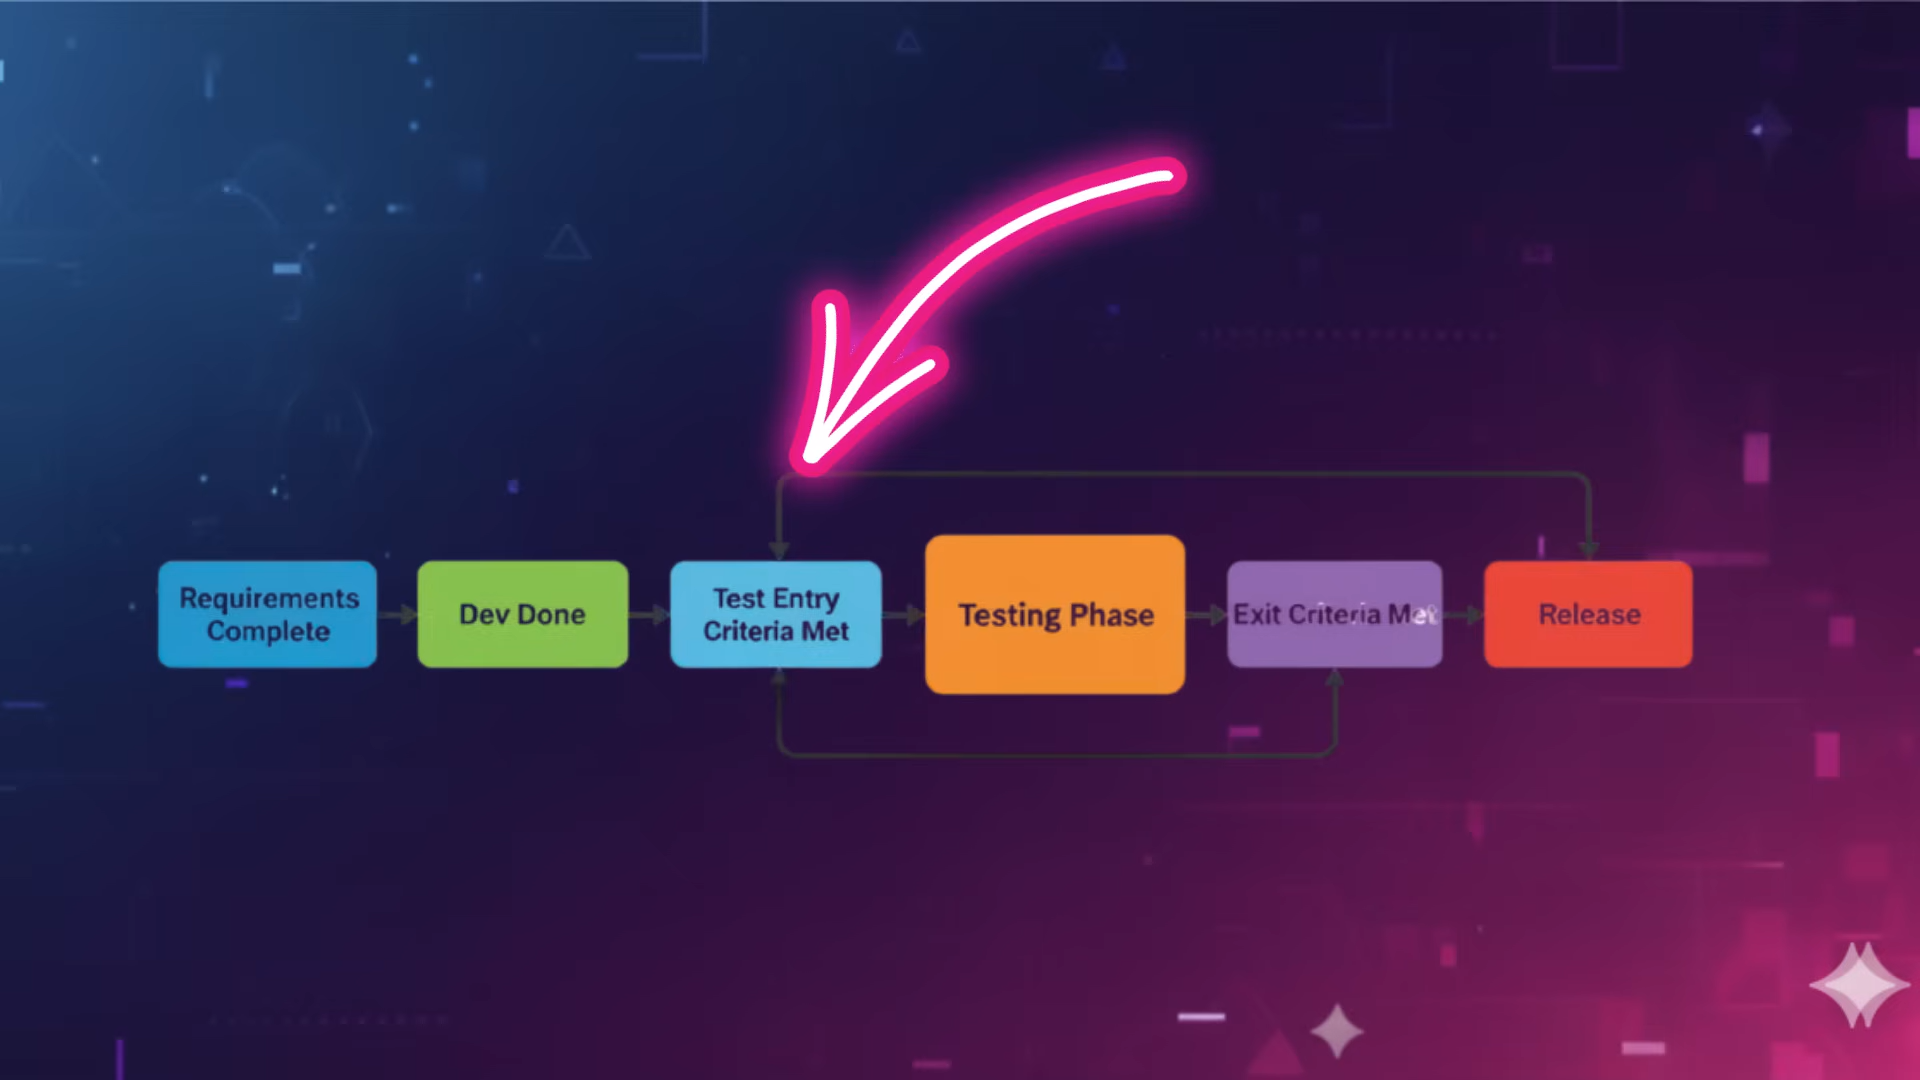 Requirements
Complete
Dev Done
Test Entry
Criteria Met
Testing Phase
Exit Criteria Met
Release